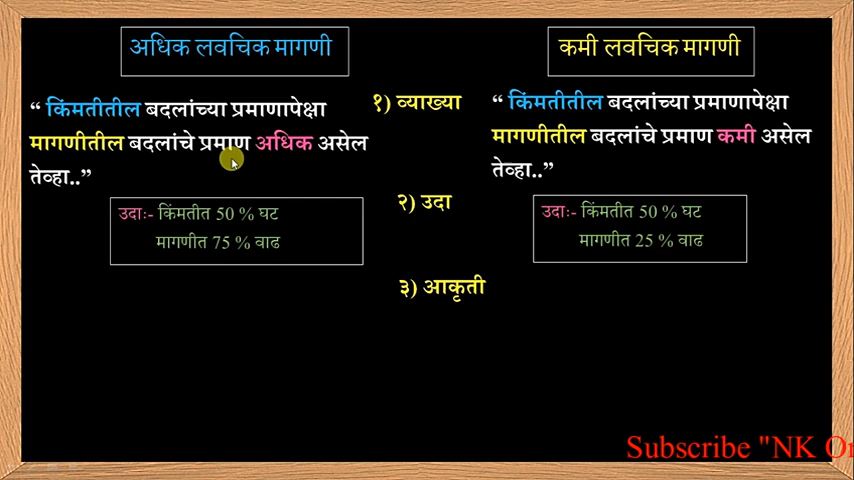 अधिक लवचिक मागणी
कमी लवचिक मागणी
“ किंमतीतील बदलांच्या प्रमाणापेक्षा
मागणीतील बदलांचे प्रमाण अधिक असेल
तेव्हा..”
उदाः- किंमतीत 50 % घट
मागणीत 75 % वाढ
१) व्याख्या
२) उदा
३) आकृती
“ किंमतीतील बदलांच्या प्रमाणापेक्षा
मागणीतील बदलांचे प्रमाण कमी असेल
तेव्हा..”
उदाः- किंमतीत 50 % घट
मागणीत 25 % वाढ
Subscribe "NK